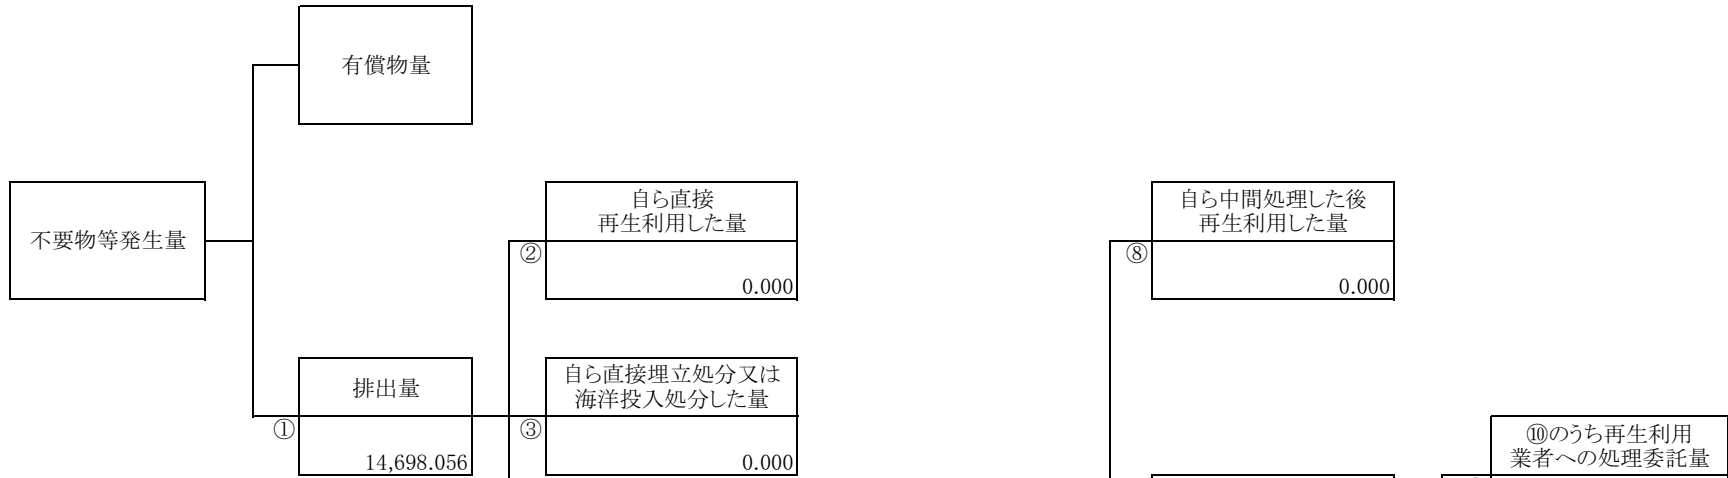 有償物量
不要物等発生量
自ら直接
再生利用した量
②
0.000
自ら中間処理した後
再生利用した量
⑧
0.000
排出量
①
14,698.056
自ら直接埋立処分又は
海洋投入処分した量
③
0.000
⑩のうち再生利用
業者への処理委託量